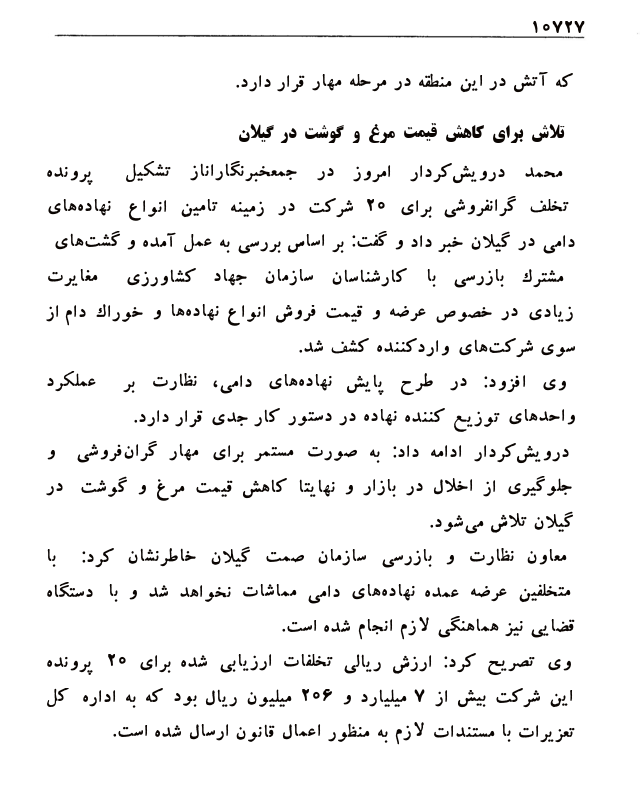 ۱۰۷۲۷
که آتش در این منطقه در مرحله مهار قرار دارد.
تلاش برای کاهش قیمت مرغ و گوشت در گیلان
محمد درویش‌کردار امروز در جمعخبرنگاراناز تشکیل پرونده
تخلف گرانفروشی برای ۲۰ شرکت در زمینه تامین انواع نهاده‌های
دامی در گیلان خبر داد و گفت: بر اساس بررسی به عمل آمده و گشت‌های
مشترك بازرسی با کارشناسان سازمان جهاد کشاورزی مغایرت
زیادی در خصوص عرضه و قیمت فروش انواع نهاده‌ها و خوراك دام از
سوی شرکت‌های واردکننده کشف شد.
وی افزود: در طرح پایش نهاده‌های دامی، نظارت بر عملکرد
واحدهای توزیع کننده نهاده در دستور کار جدی قرار دارد.
درویش‌کردار ادامه داد: به صورت مستمر برای مهار گران‌فروشی و
جلوگیری از اخلال در بازار و نهایتا کاهش قیمت مرغ و گوشت در
گیلان تلاش می‌شود.
معاون نظارت و بازرسی سازمان صمت گیلان خاطرنشان کرد: با
متخلفین عرضه عمده نهاده‌های دامی مماشات نخواهد شد و با دستگاه
قضایی نیز هماهنگی لازم انجام شده است.
وی تصریح کرد: ارزش ریالی تخلفات ارزیابی شده برای ۲۰ پرونده
این شرکت بیش از ۷ میلیارد و ۲۰۶ میلیون ریال بود که به اداره کل
تعزیرات با مستندات لازم به منظور اعمال قانون ارسال شده است.